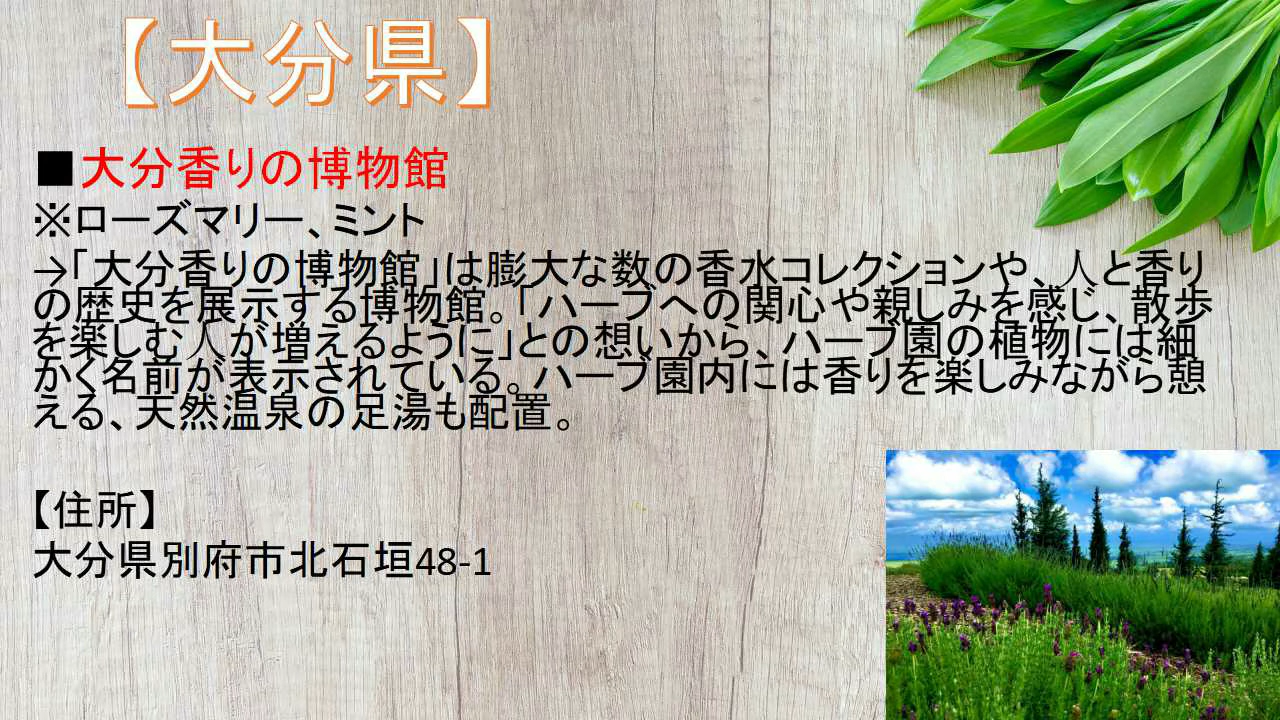 【大分県】
■大分香りの博物館
※ローズマリー、ミント
→「大分香りの博物館」は膨大な数の香水コレクションや、人と香り
の歴史を展示する博物館。「ハーブへの関心や親しみを感じ、散歩
を楽しむ人が増えるように」との想いから、ハーブ園の植物には細
かく名前が表示されている。ハーブ園内には香りを楽しみながら憩
える、天然温泉の足湯も配置。
【住所】
大分県別府市北石垣48-1